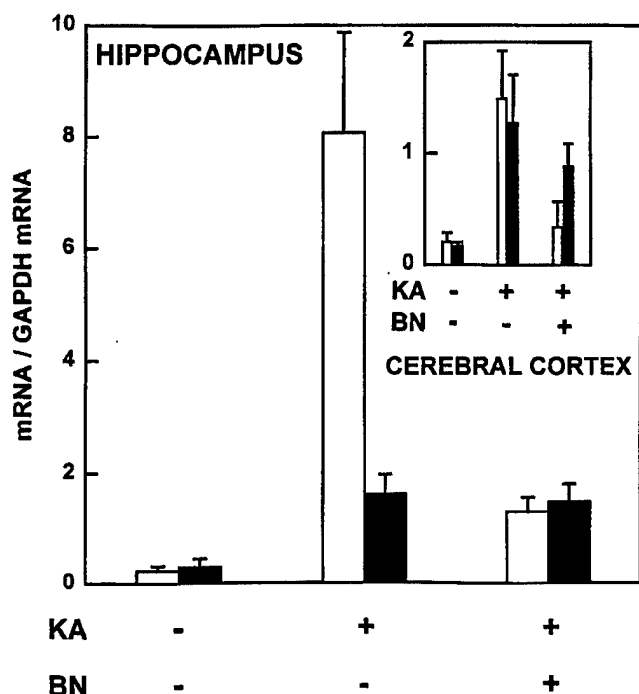 10
HIPPOCAMPUS
8
6
4
2
0
mRNA / GAPDH mRNA
2
1
0
KA - + +
BN - - +
CEREBRAL CORTEX
KA - + +
BN - - +